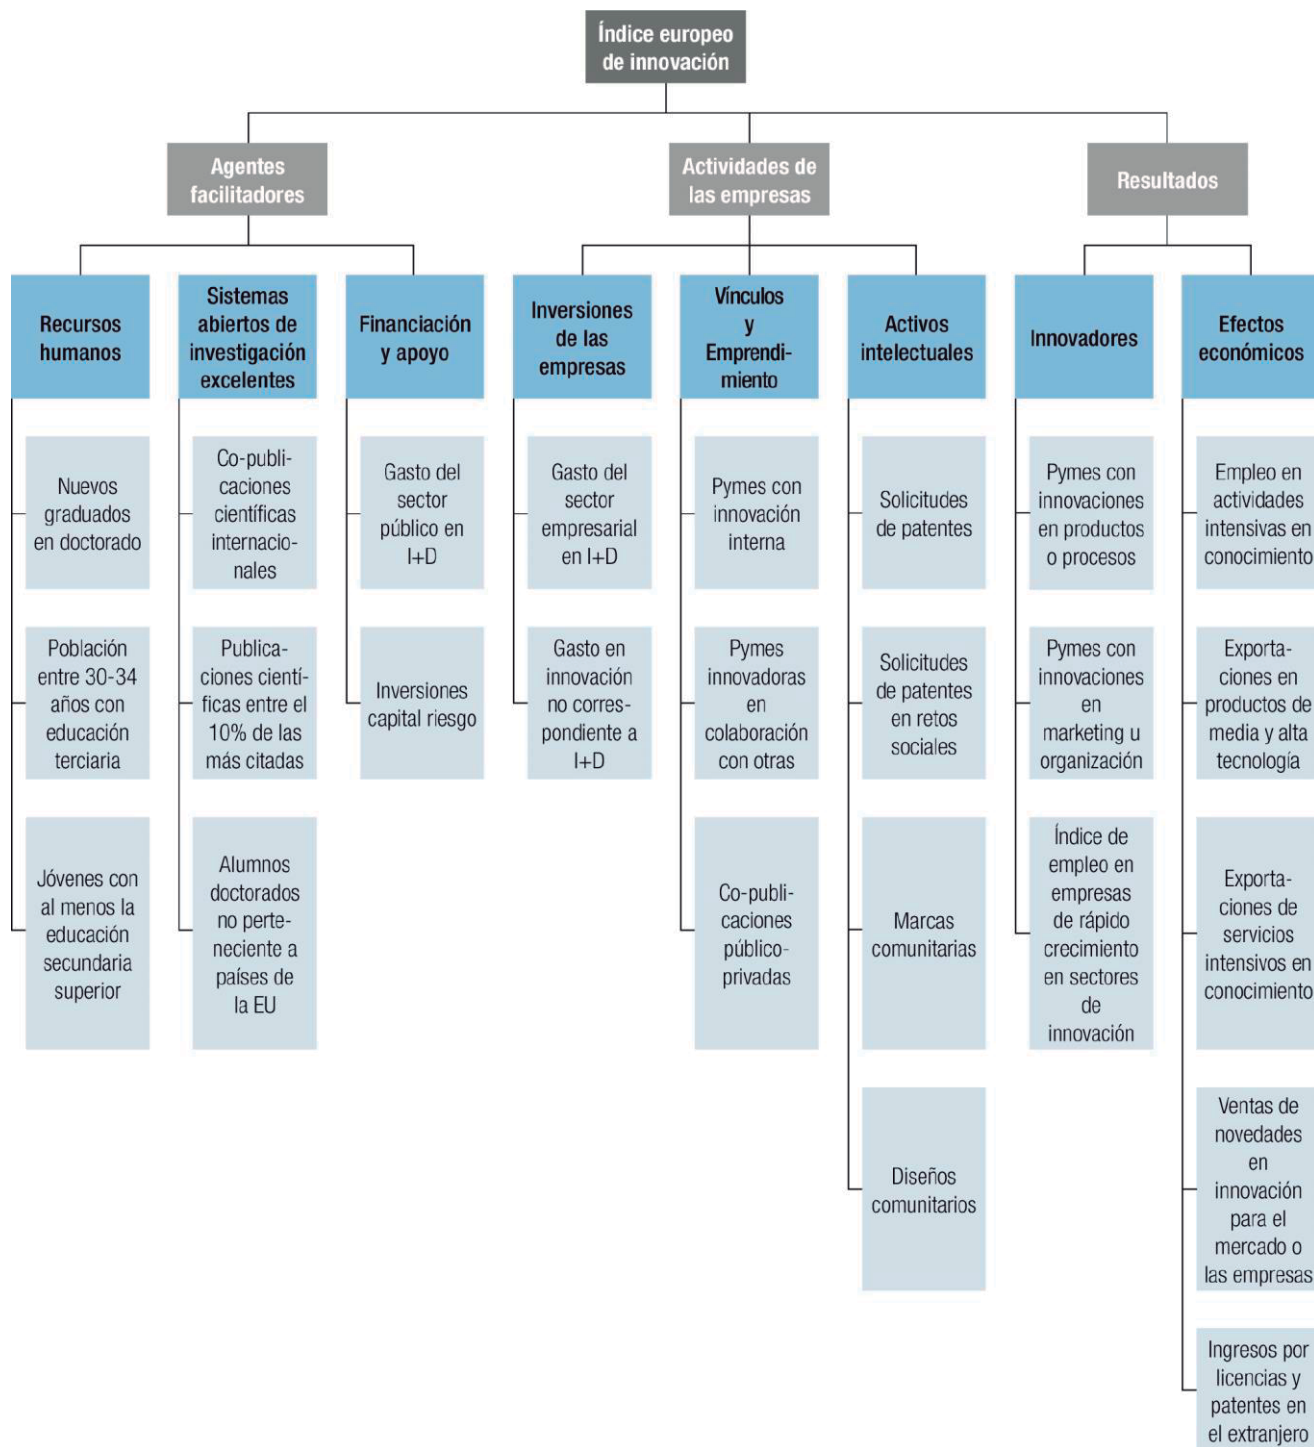 Índice europeo
de innovación
Agentes
facilitadores
Actividades de
las empresas
Resultados
Recursos
humanos
Sistemas
abiertos de
investigación
excelentes
Financiación
y apoyo
Inversiones
de las
empresas
Vínculos
y
Emprendi-
miento
Activos
intelectuales
Innovadores
Efectos
económicos
Nuevos
graduados
en doctorado
Co-publi-
caciones
científicas
internacio-
nales
Gasto del
sector
público en
I+D
Gasto del
sector
empresarial
en I+D
Pymes con
innovación
interna
Solicitudes
de patentes
Pymes con
innovaciones
en productos
o procesos
Empleo en
actividades
intensivas en
conocimiento
Población
entre 30-34
años con
educación
terciaria
Publica-
ciones cientí-
ficas entre el
10% de las
más citadas
Inversiones
capital riesgo
Gasto en
innovación
no corres-
pondiente a
I+D
Pymes
innovadoras
en
colaboración
con otras
Solicitudes
de patentes
en retos
sociales
Pymes con
innovaciones
en
marketing u
organización
Exporta-
ciones en
productos de
media y alta
tecnología
Jóvenes con
al menos la
educación
secundaria
superior
Alumnos
doctorados
no perte-
neciente a
países de
la EU
Co-publi-
caciones
público-
privadas
Marcas
comunitarias
Índice de
empleo en
empresas
de rápido
crecimiento
en sectores
de
innovación
Exporta-
ciones de
servicios
intensivos en
conocimiento
Diseños
comunitarios
Ventas de
novedades
en
innovación
para el
mercado o
las empresas
Ingresos por
licencias y
patentes en
el extranjero